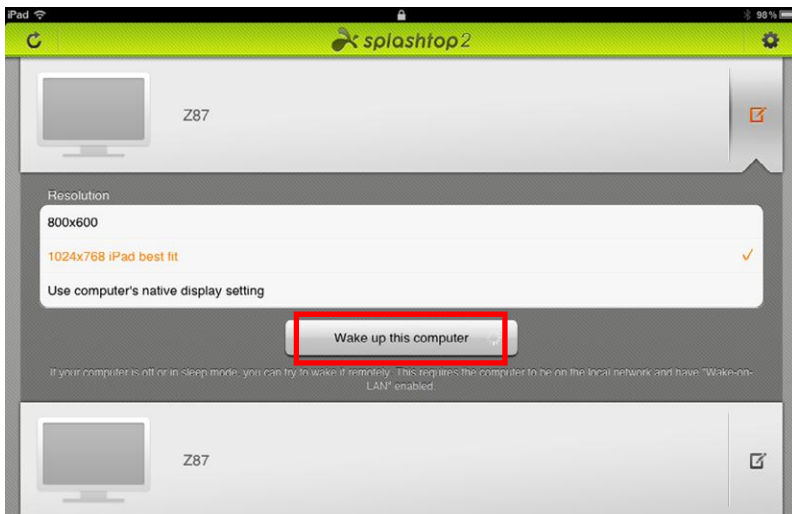 iPad 98%
splashtop2
Z87
Resolution
800x600
1024x768 iPad best fit
Use computer's native display setting
Wake up this computer
If your computer is off or in sleep mode, you can try to wake it remotely. This requires the computer to be on the local network and have "Wake-on-
LAN" enabled.
Z87